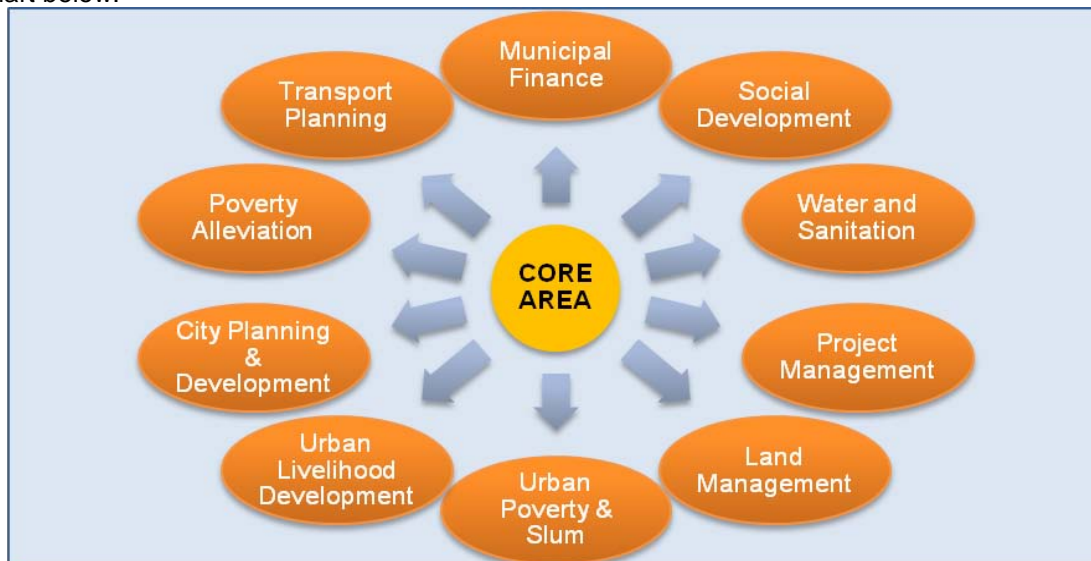 Municipal
Finance
Social
Development
Water and
Sanitation
Project
Management
Land
Management
Urban
Poverty &
Slum
Urban
Livelihood
Development
City Planning
&
Development
Poverty
Alleviation
Transport
Planning
CORE
AREA